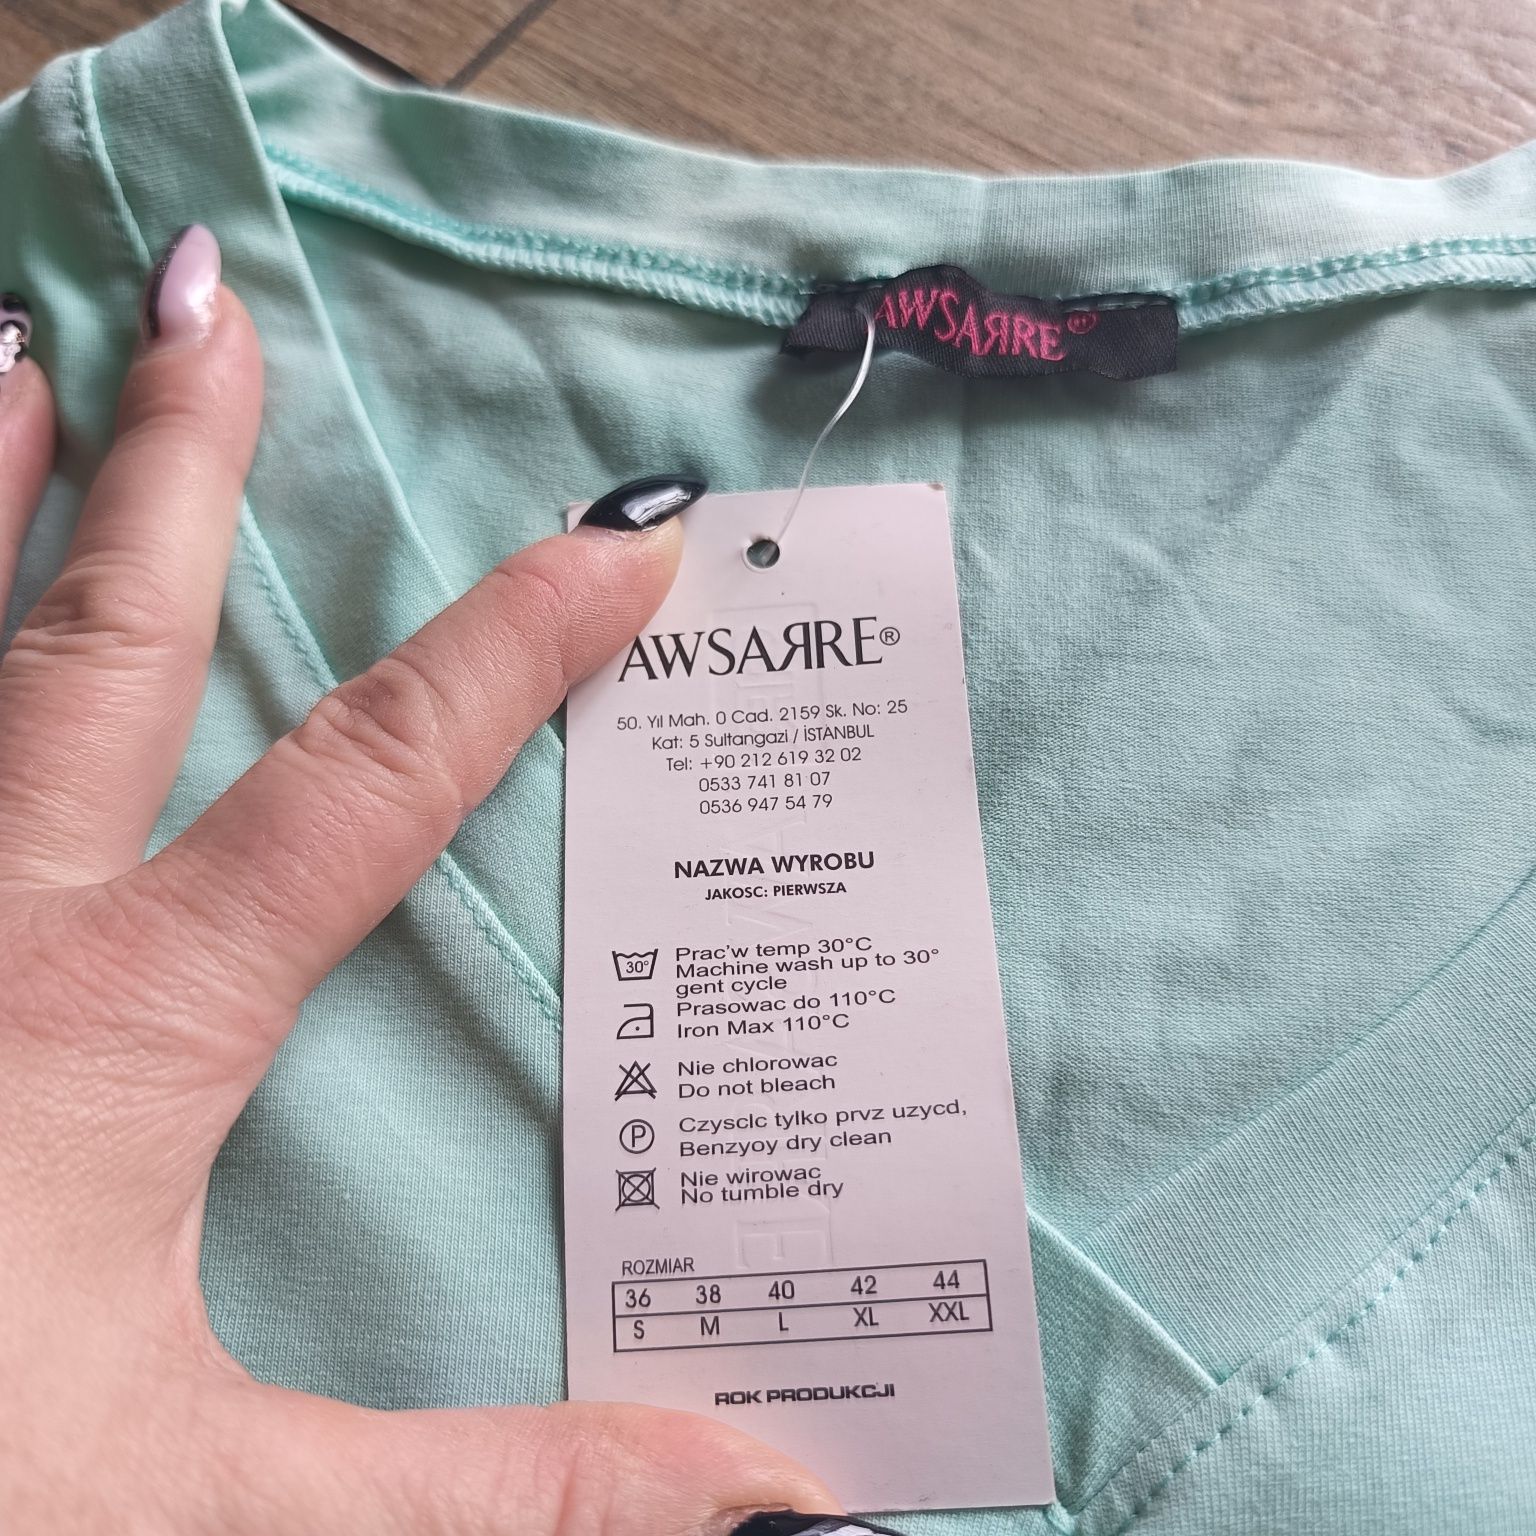 AWSAЯRE
AWSAЯRE®
50. Yıl Mah. 0 Cad. 2159 Sk. No: 25
Kat: 5 Sultangazi / İSTANBUL
Tel: +90 212 619 32 02
0533 741 81 07
0536 947 54 79
NAZWA WYROBU
JAKOSC: PIERWSZA
30°
Prac'w temp 30°C
Machine wash up to 30°
gent cycle
Prasowac do 110°C
Iron Max 110°C
Nie chlorowac
Do not bleach
P
Czysclc tylko prvz uzycd,
Benzyoy dry clean
Nie wirowac
No tumble dry
ROZMIAR
36 38 40 42 44
S M L XL XXL
ROK PRODUKCJI